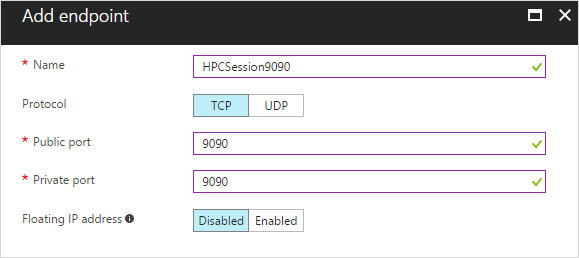 Add endpoint
* Name HPCSession9090
Protocol TCP UDP
* Public port 9090
* Private port 9090
Floating IP address Disabled Enabled